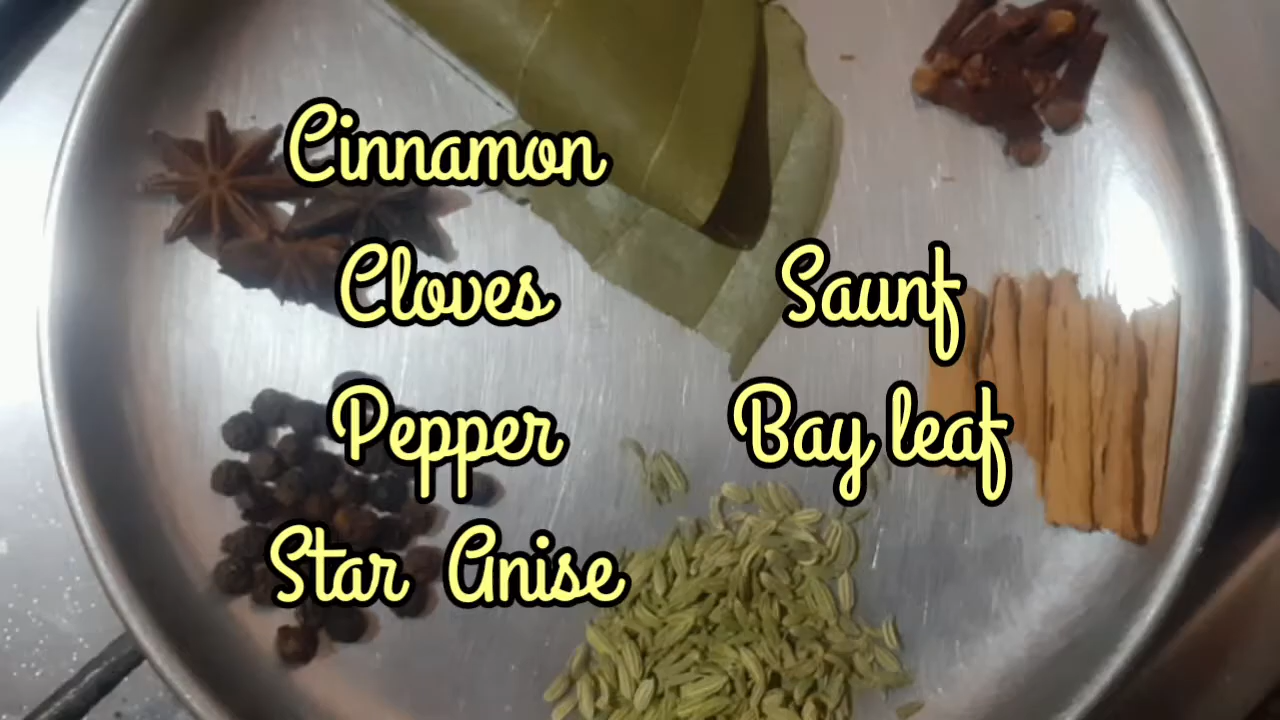 Cinnamon
Cloves
Pepper
Star Anise
Saunf
Bay leaf